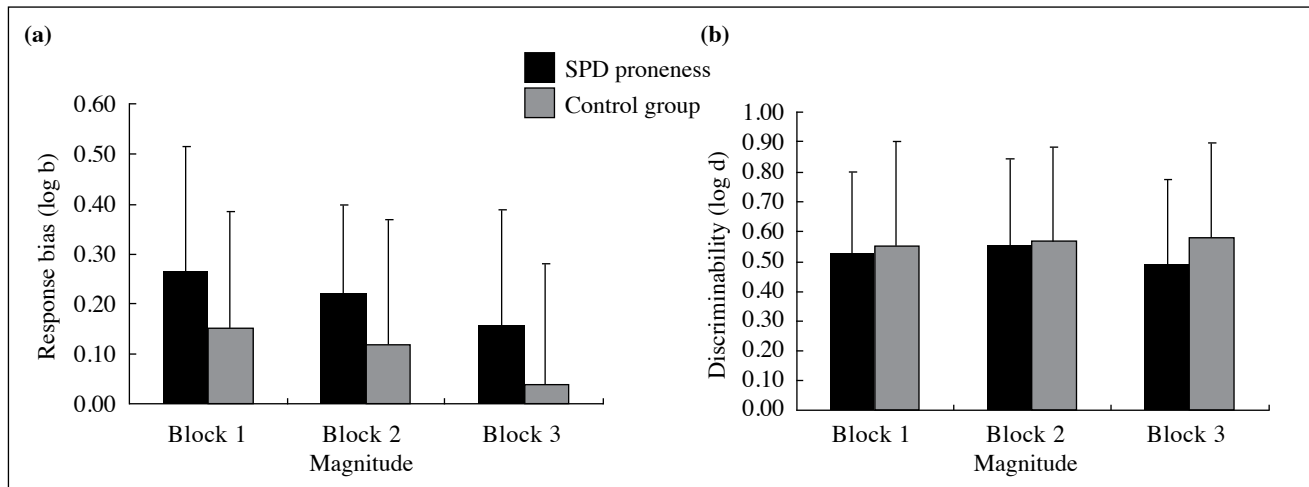 (a)
SPD proneness
Control group
Response bias (log b)
0.60
0.50
0.40
0.30
0.20
0.10
0.00
Block 1
Block 2
Block 3
Magnitude
(b)
Discriminability (log d)
1.00
0.90
0.80
0.70
0.60
0.50
0.40
0.30
0.20
0.10
0.00
Block 1
Block 2
Block 3
Magnitude